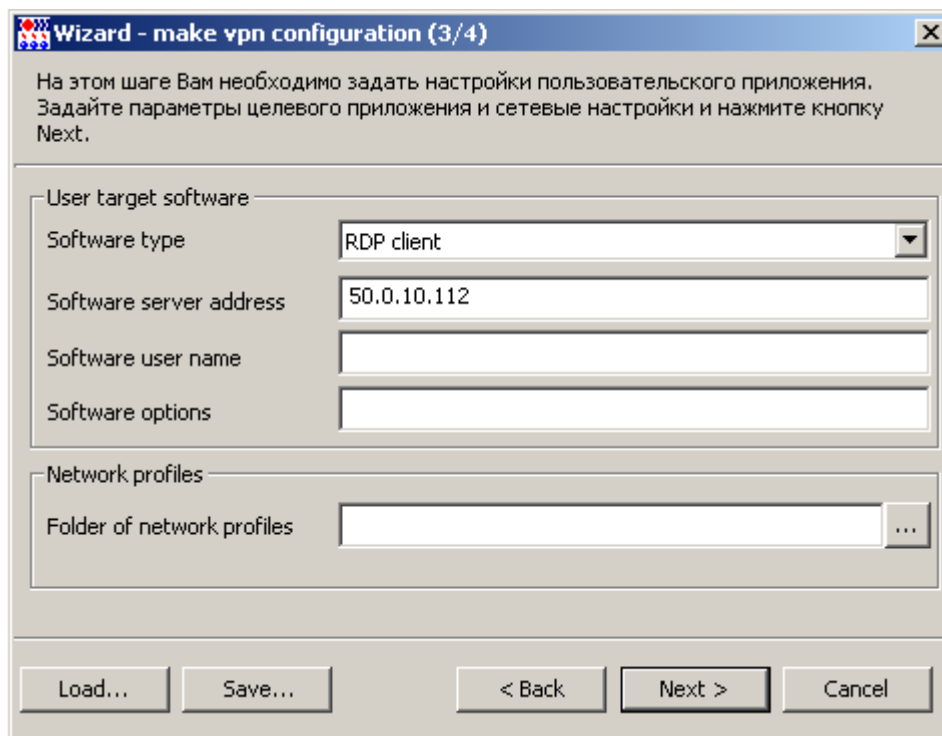 Wizard - make vpn configuration (3/4)
На этом шаге Вам необходимо задать настройки пользовательского приложения.
Задайте параметры целевого приложения и сетевые настройки и нажмите кнопку
Next.
User target software
Software type
RDP client
Software server address
50.0.10.112
Software user name
Software options
Network profiles
Folder of network profiles
...
Load...
Save...
< Back
Next >
Cancel